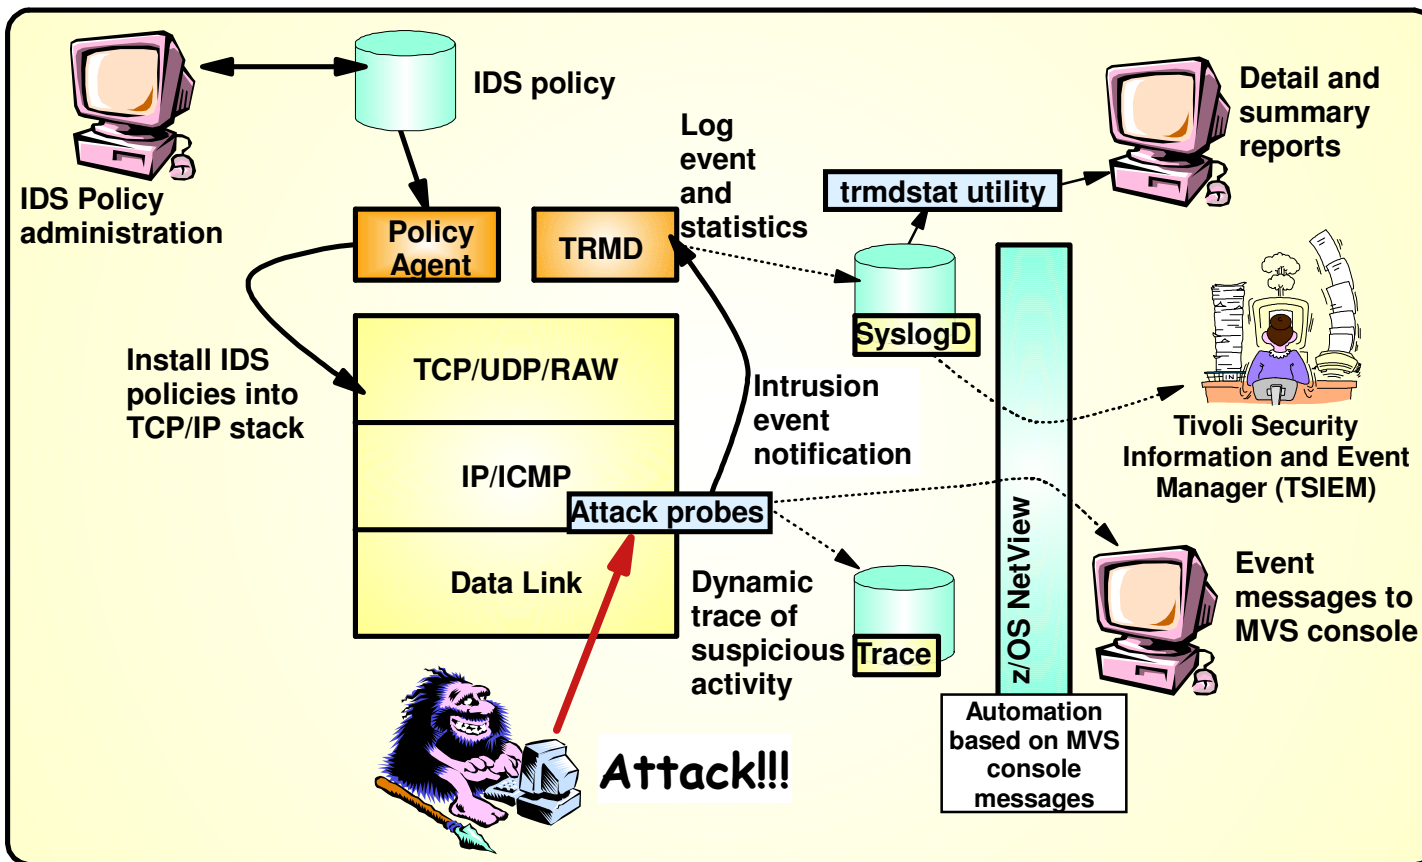 IDS policy
IDS Policy
administration
Policy
Agent
TRMD
Log
event
and
statistics
trmdstat utility
Detail and
summary
reports
SyslogD
Install IDS
policies into
TCP/IP stack
TCP/UDP/RAW
IP/ICMP
Data Link
Attack probes
Intrusion
event
notification
Tivoli Security
Information and Event
Manager (TSIEM)
Dynamic
trace of
suspicious
activity
Trace
z/OS NetView
Event
messages to
MVS console
Automation
based on MVS
console
messages
Attack!!!
IN